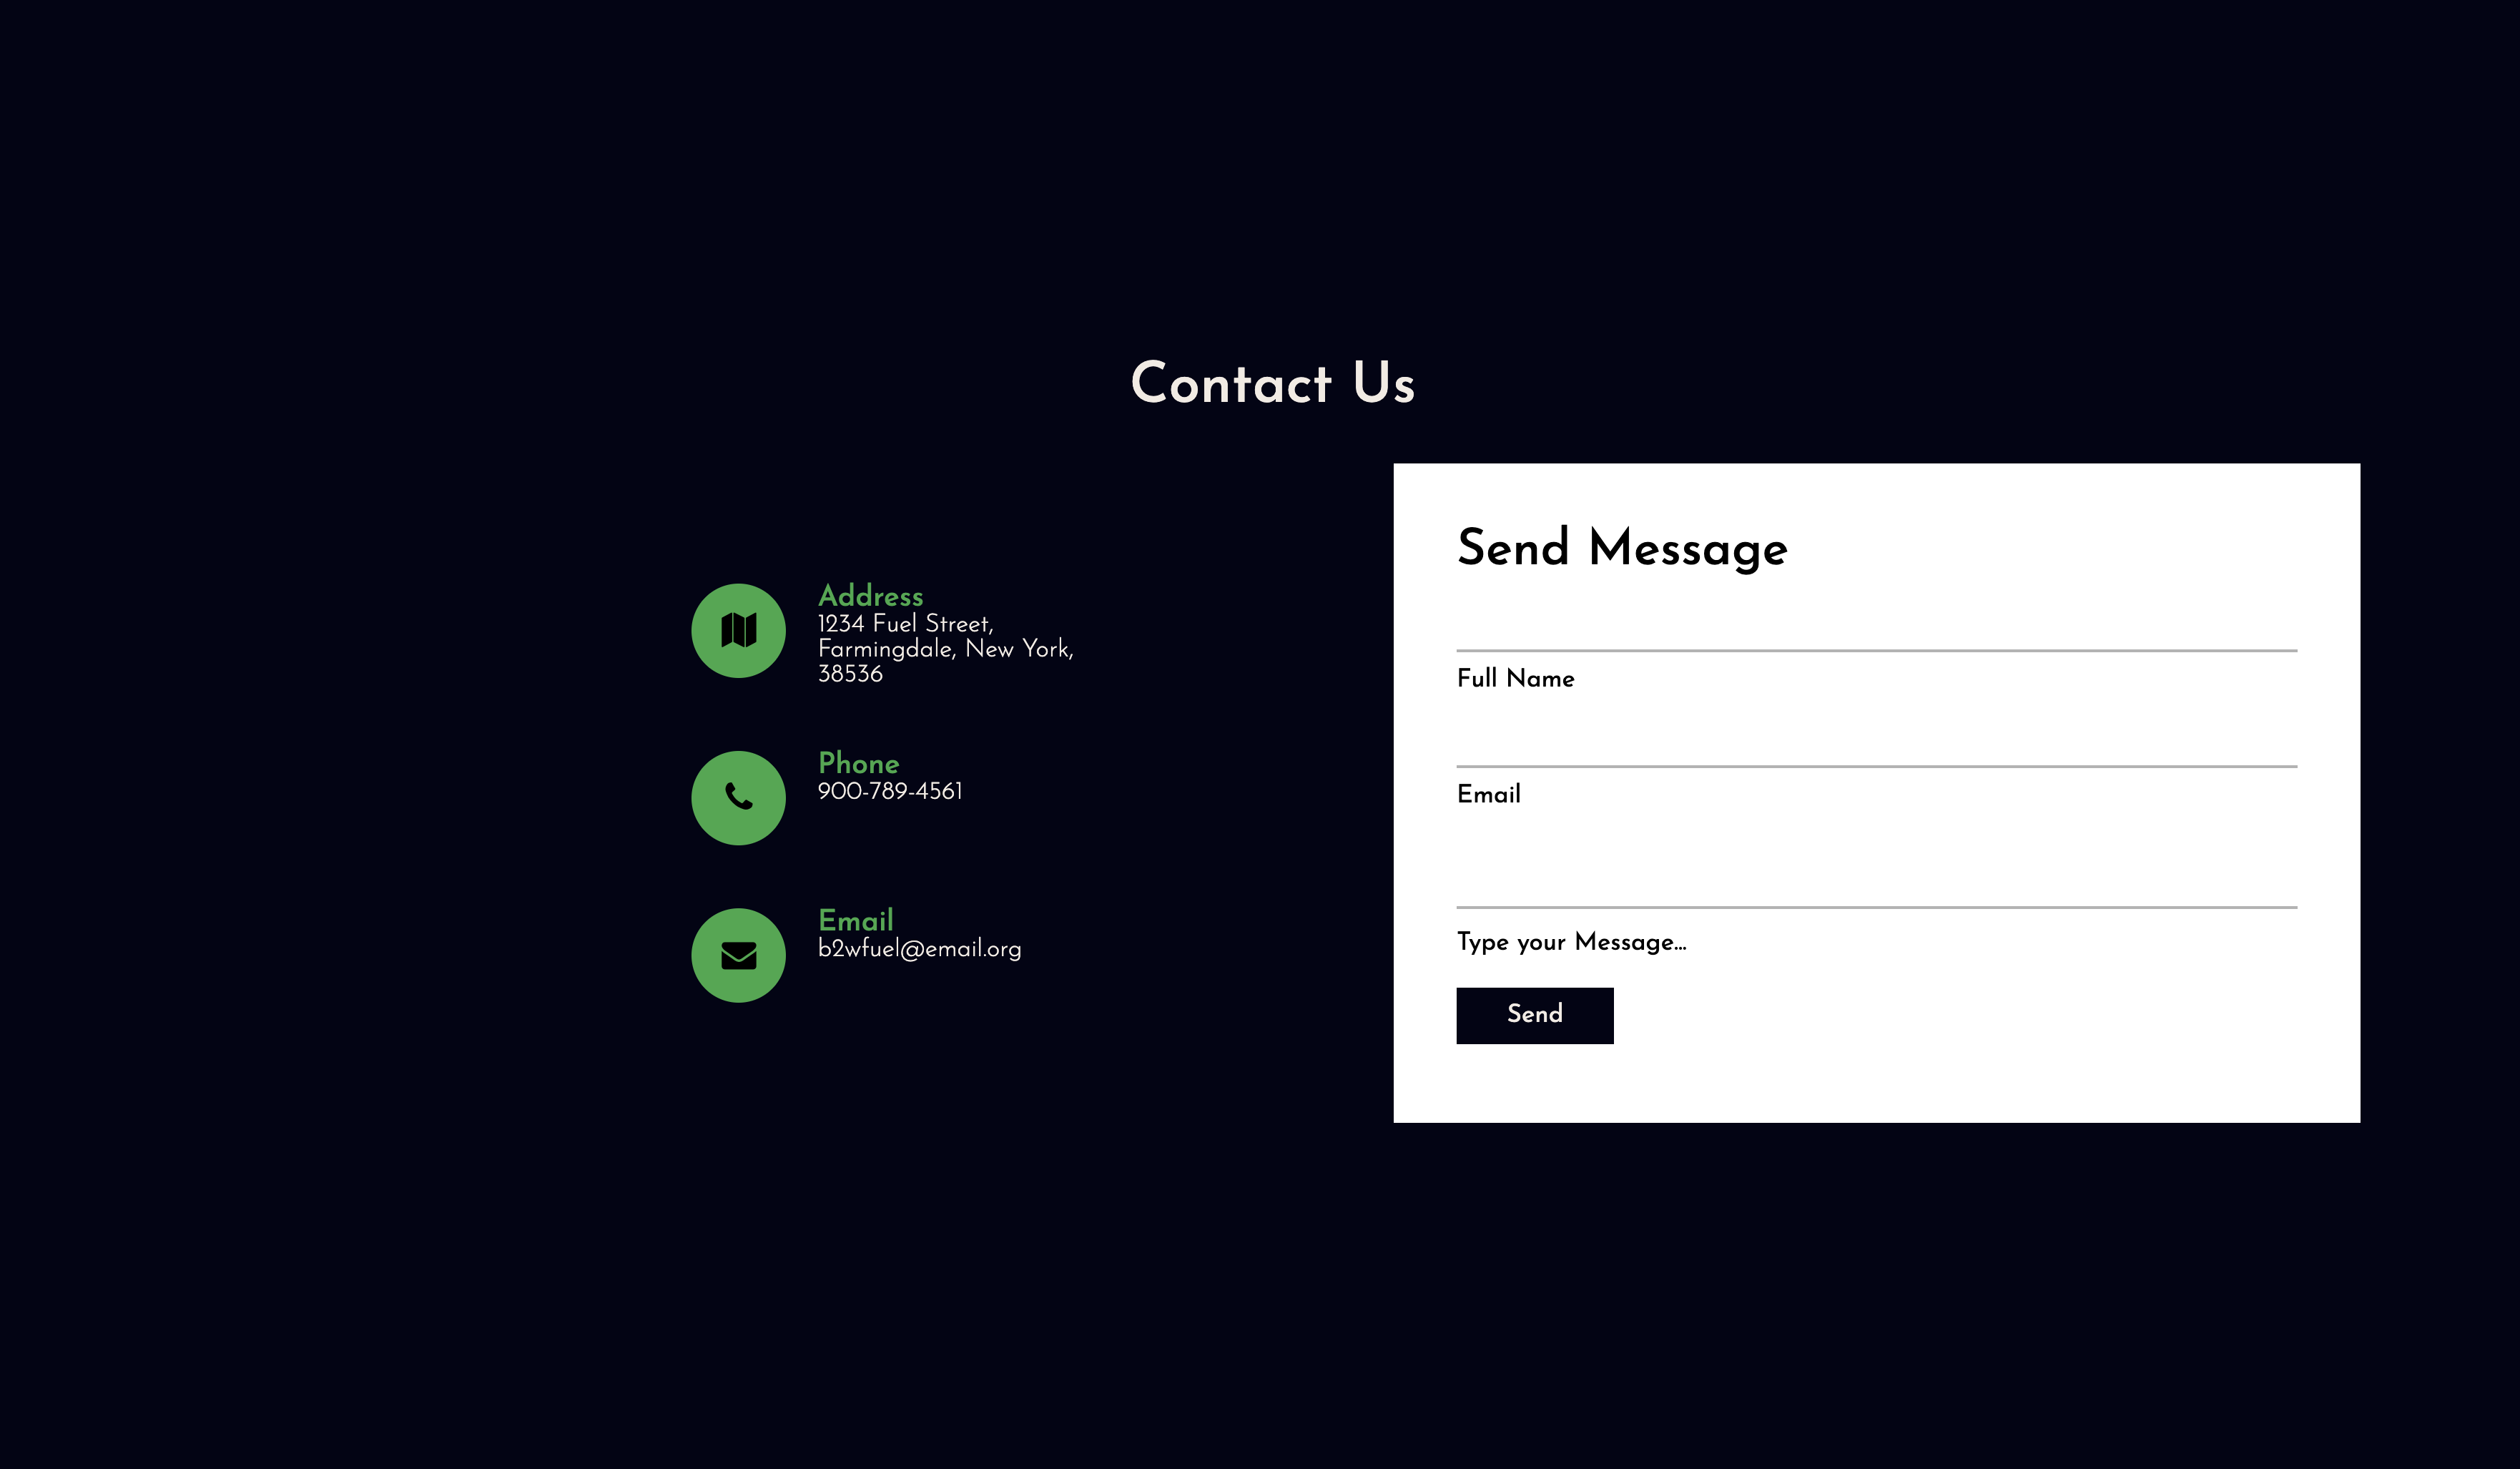 Contact Us
Address
1234 Fuel Street,
Farmingdale, New York,
38536
Phone
900-789-4561
Email
b2wfuel@email.org
Send Message
Full Name
Email
Type your Message...
Send